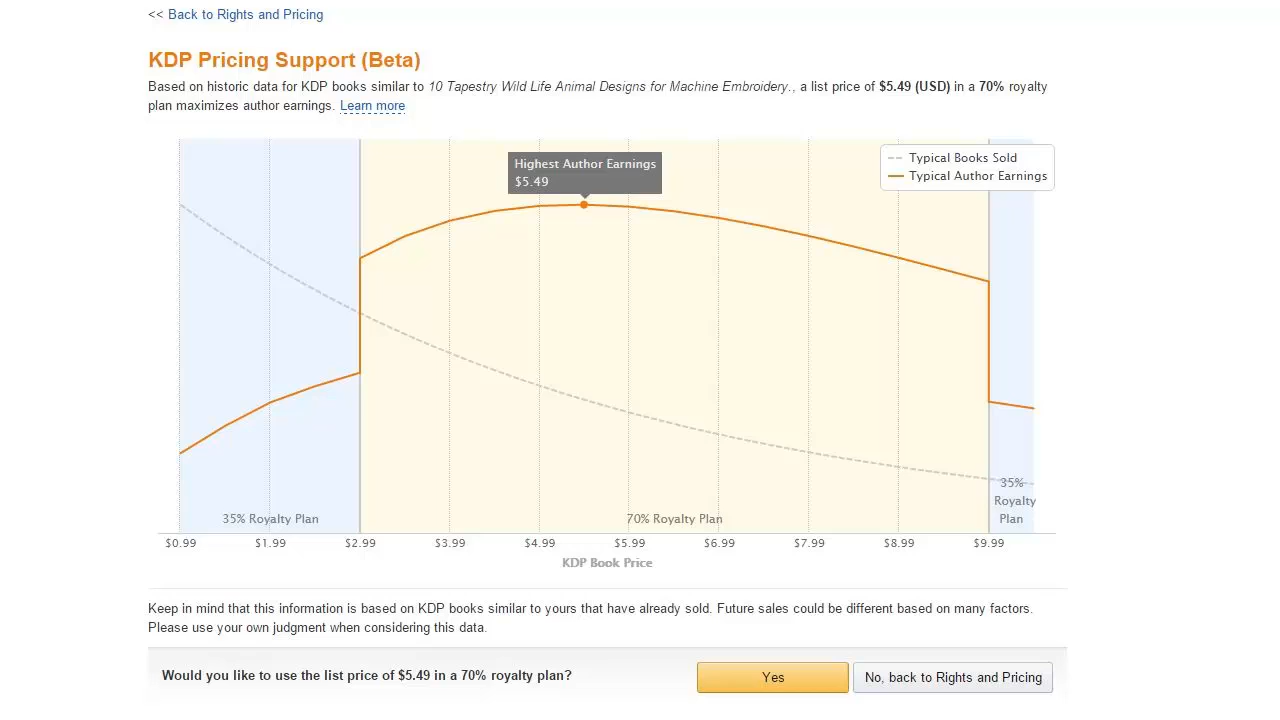 << Back to Rights and Pricing
KDP Pricing Support (Beta)
Based on historic data for KDP books similar to 10 Tapestry Wild Life Animal Designs for Machine Embroidery., a list price of $5.49 (USD) in a 70% royalty
plan maximizes author earnings. Learn more
Highest Author Earnings
$5.49
Typical Books Sold
Typical Author Earnings
35% Royalty Plan
70% Royalty Plan
35%
Royalty
Plan
$0.99 $1.99 $2.99 $3.99 $4.99 $5.99 $6.99 $7.99 $8.99 $9.99
KDP Book Price
Keep in mind that this information is based on KDP books similar to yours that have already sold. Future sales could be different based on many factors.
Please use your own judgment when considering this data.
Would you like to use the list price of $5.49 in a 70% royalty plan?
Yes
No, back to Rights and Pricing